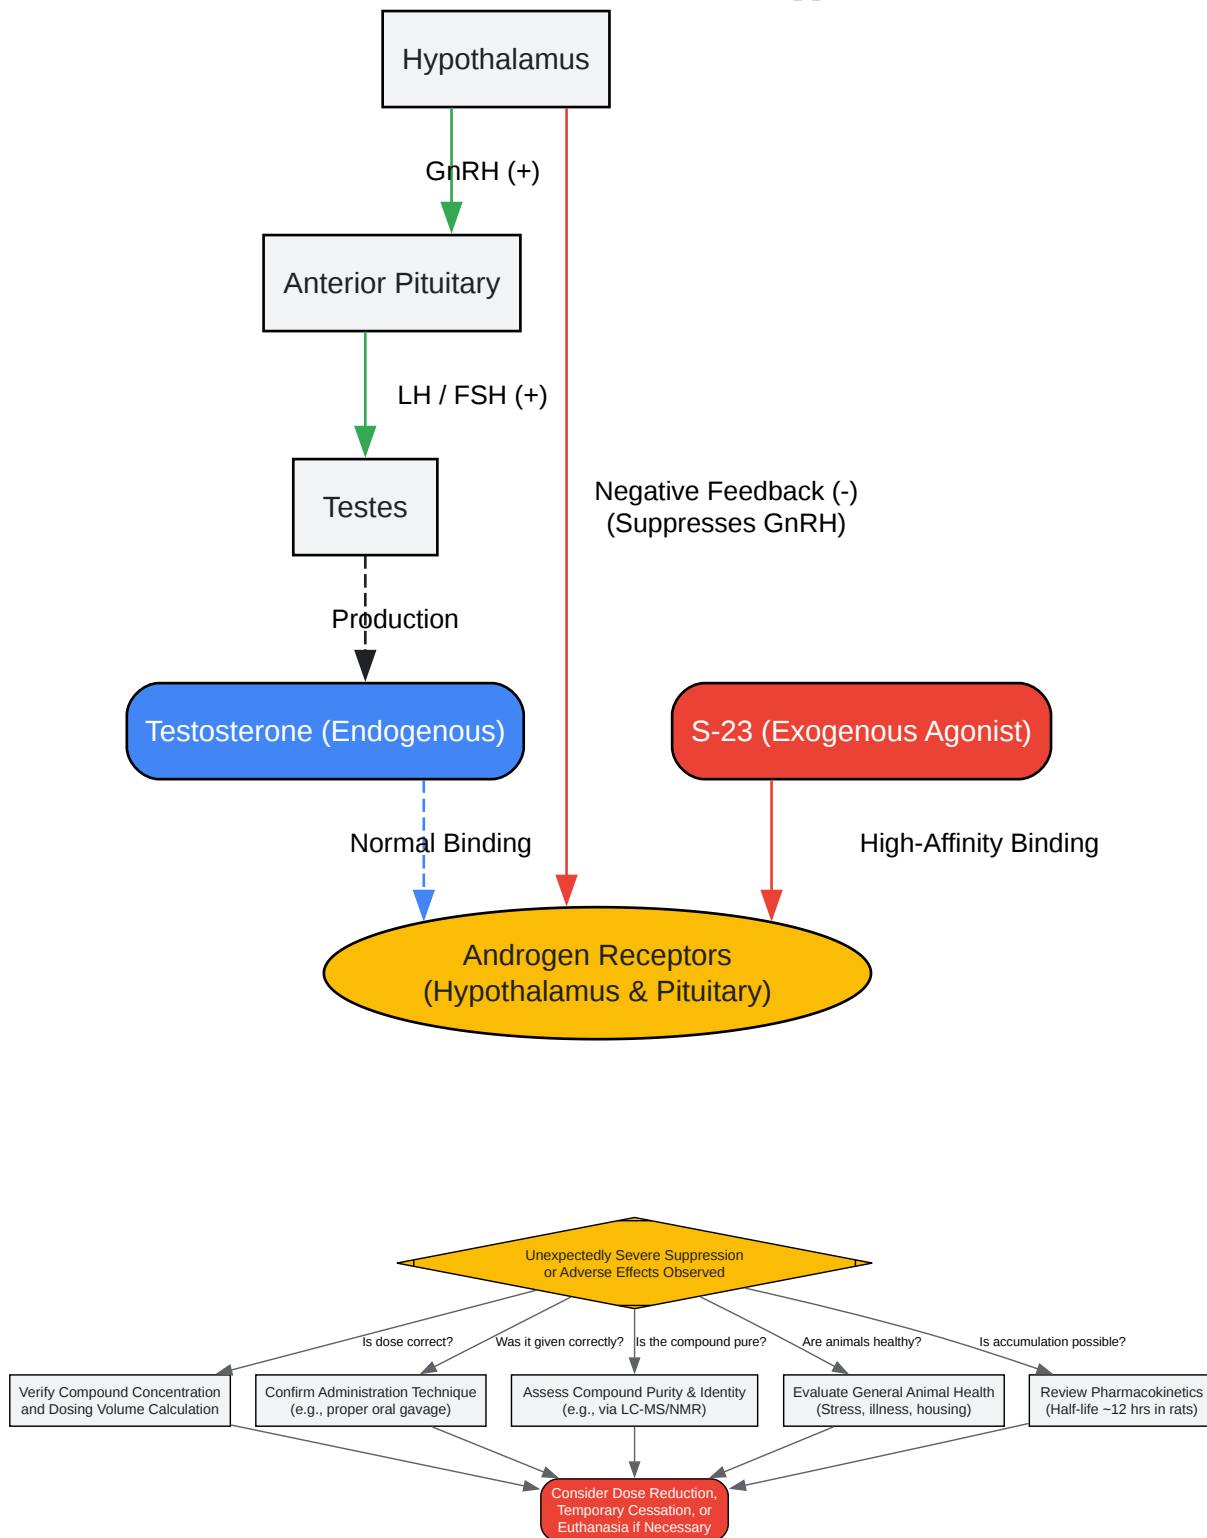 Hypothalamus
GnRH (+)
Anterior Pituitary
LH / FSH (+)
Testes
Negative Feedback (-)
(Suppresses GnRH)
Production
Testosterone (Endogenous)
S-23 (Exogenous Agonist)
Normal Binding
High-Affinity Binding
Androgen Receptors
(Hypothalamus & Pituitary)
Unexpectedly Severe Suppression
or Adverse Effects Observed
Is dose correct?
Was it given correctly?
Is the compound pure?
Are animals healthy?
Is accumulation possible?
Verify Compound Concentration
and Dosing Volume Calculation
Confirm Administration Technique
(e.g., proper oral gavage)
Assess Compound Purity & Identity
(e.g., via LC-MS/NMR)
Evaluate General Animal Health
(Stress, illness, housing)
Review Pharmacokinetics
(Half-life ~12 hrs in rats)
Consider Dose Reduction,
Temporary Cessation, or
Euthanasia if Necessary